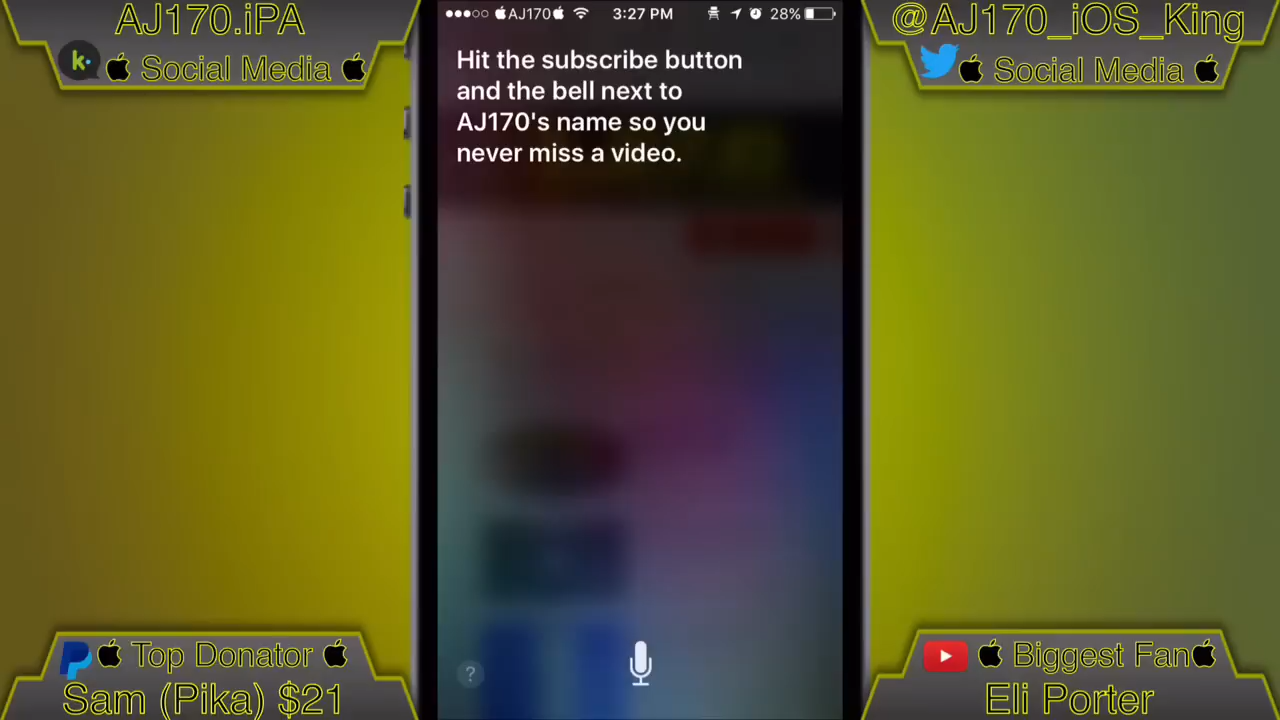 AJ170.iPA
k.
Social Media
@AJ170_iOS_King
Social Media
AJ170
3:27 PM
28%
Hit the subscribe button
and the bell next to
AJ170's name so you
never miss a video.
?
Top Donator
Sam (Pika) $21
Biggest Fan
Eli Porter